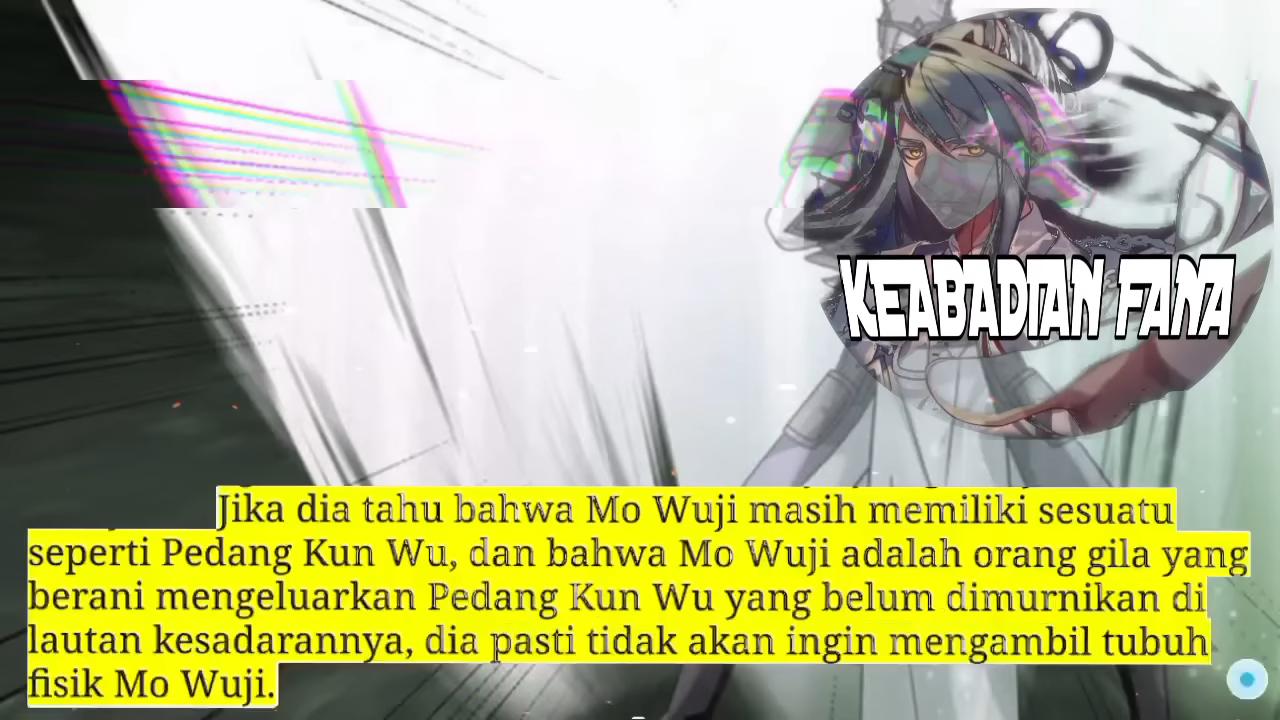 KEABADIAN FANA
Jika dia tahu bahwa Mo Wuji masih memiliki sesuatu
seperti Pedang Kun Wu, dan bahwa Mo Wuji adalah orang gila yang
berani mengeluarkan Pedang Kun Wu yang belum dimurnikan di
lautan kesadarannya, dia pasti tidak akan ingin mengambil tubuh
fisik Mo Wuji.